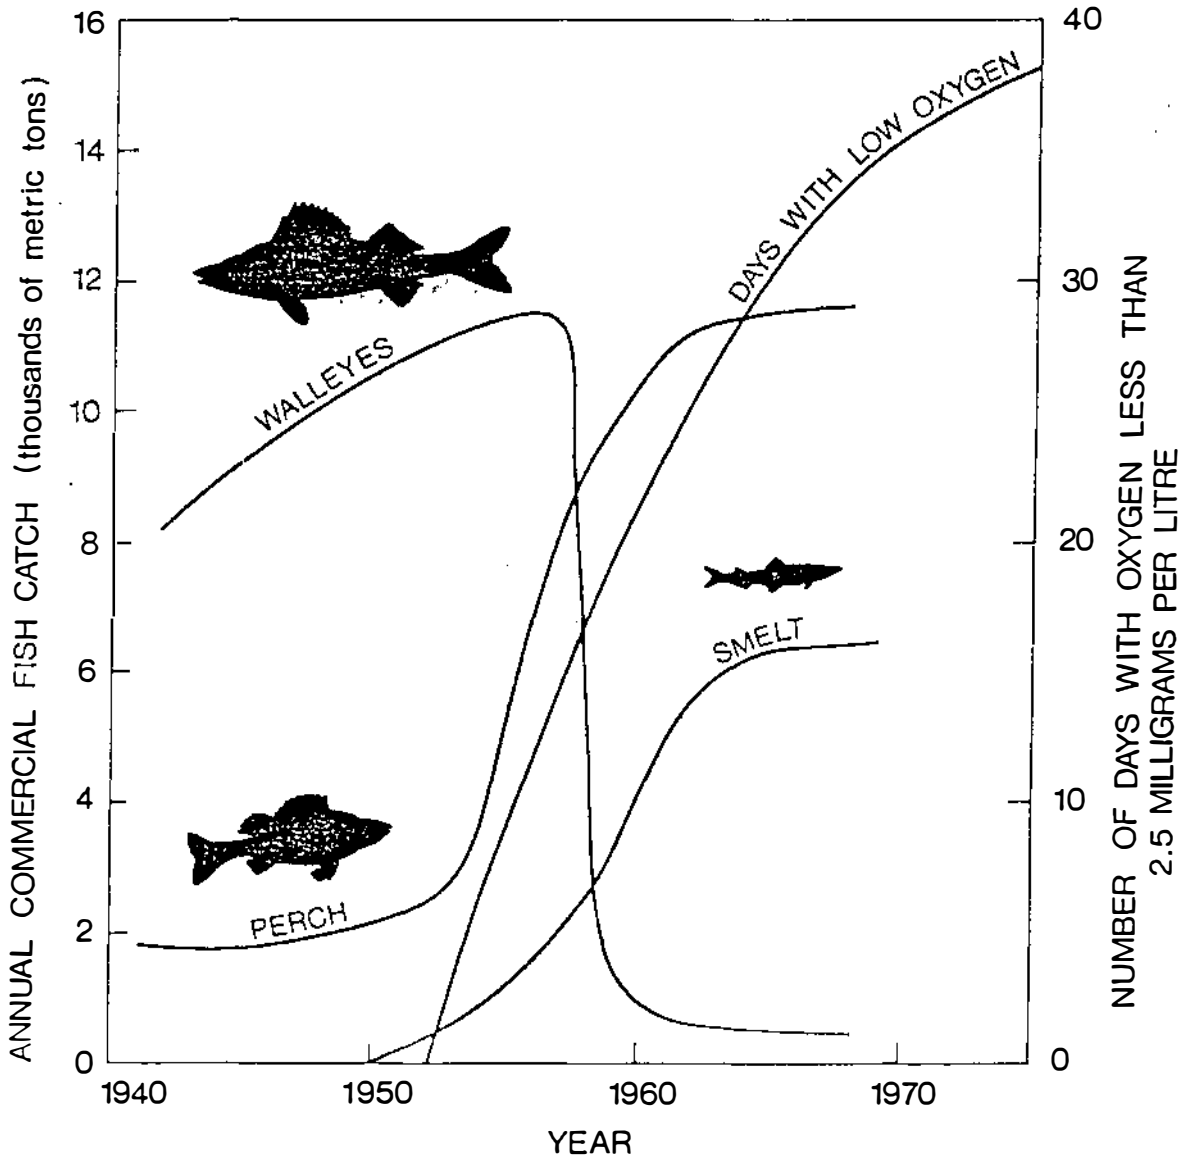 ANNUAL COMMERCIAL FISH CATCH (thousands of metric tons)
16
14
12
10
8
6
4
2
0
WALLEYES
PERCH
DAYS WITH LOW OXYGEN
SMELT
40
30
20
10
0
NUMBER OF DAYS WITH OXYGEN LESS THAN
2.5 MILLIGRAMS PER LITRE
1940 1950 1960 1970
YEAR